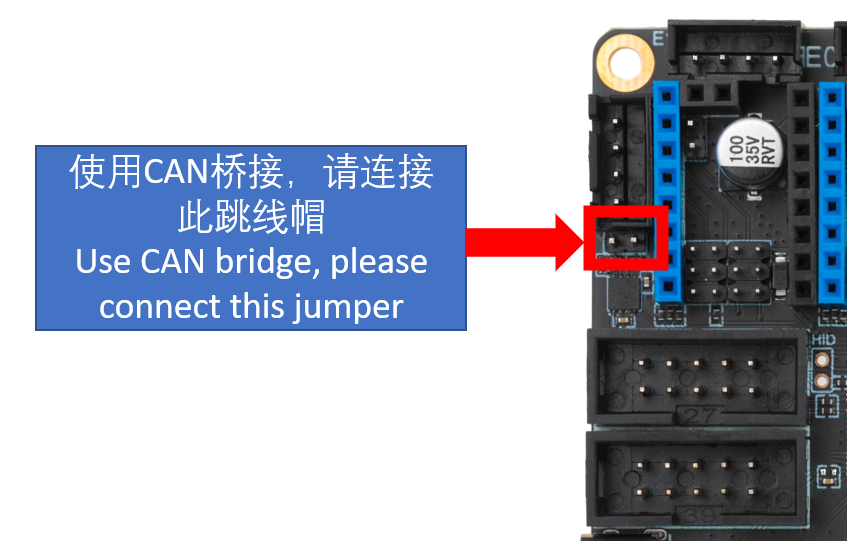 使用CAN桥接，请连接
此跳线帽
Use CAN bridge, please
connect this jumper
100
35V
RVT
HID
27
39